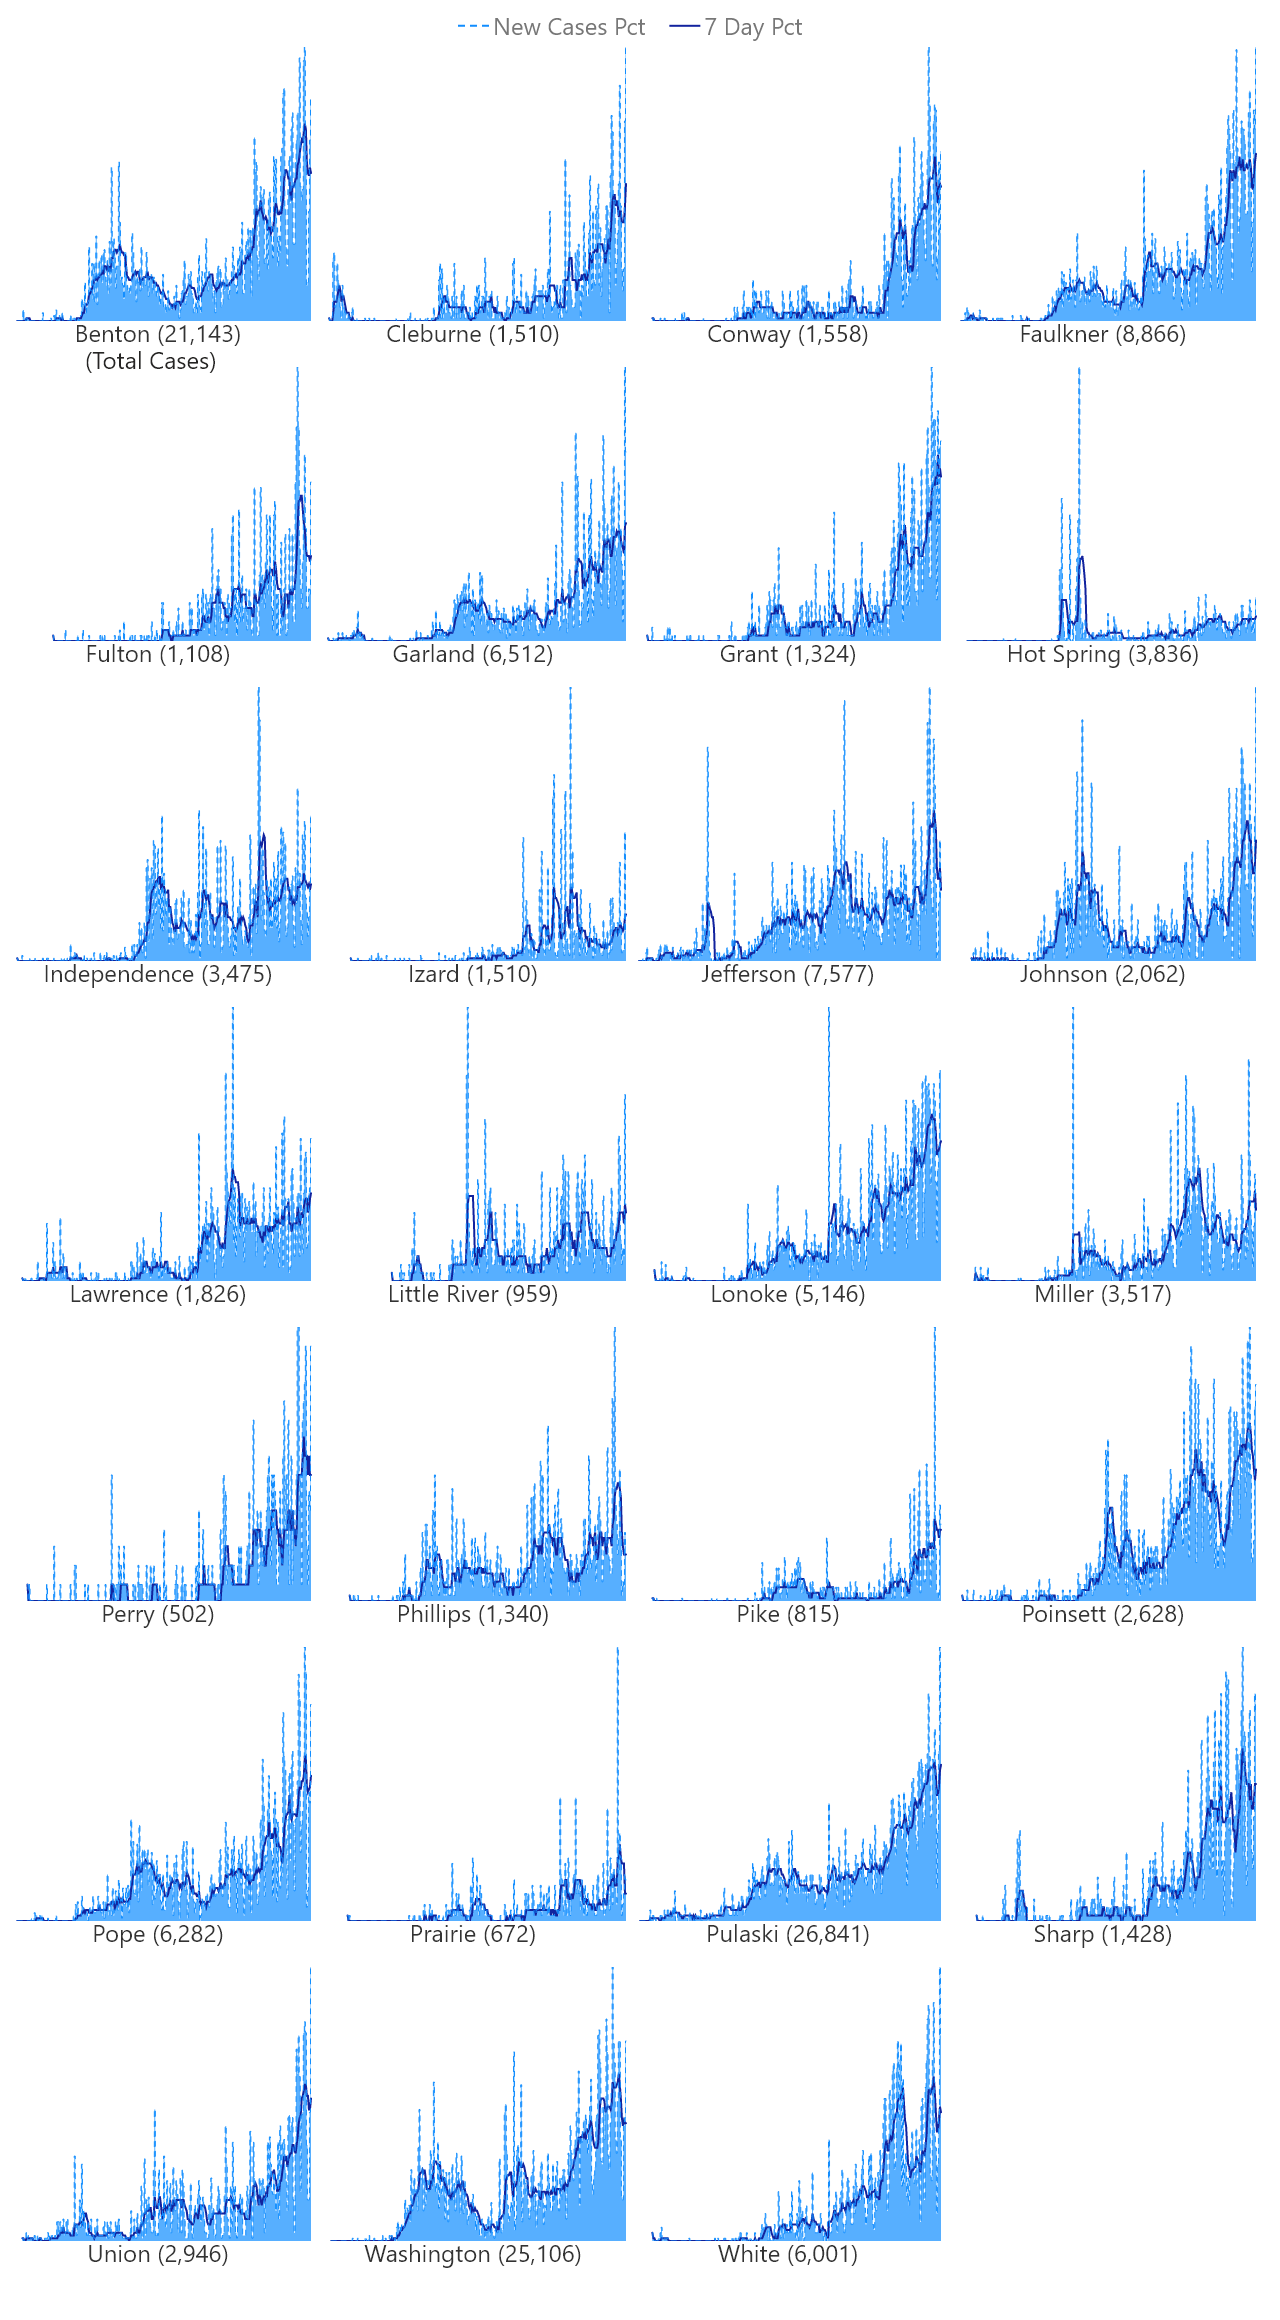 New Cases Pct 7 Day Pct
Benton (21,143) Cleburne (1,510) Conway (1,558) Faulkner (8,866)
(Total Cases)
Fulton (1,108) Garland (6,512) Grant (1,324) Hot Spring (3,836)
Independence (3,475) Izard (1,510) Jefferson (7,577) Johnson (2,062)
Lawrence (1,826) Little River (959) Lonoke (5,146) Miller (3,517)
Perry (502) Phillips (1,340) Pike (815) Poinsett (2,628)
Pope (6,282) Prairie (672) Pulaski (26,841) Sharp (1,428)
Union (2,946) Washington (25,106) White (6,001)